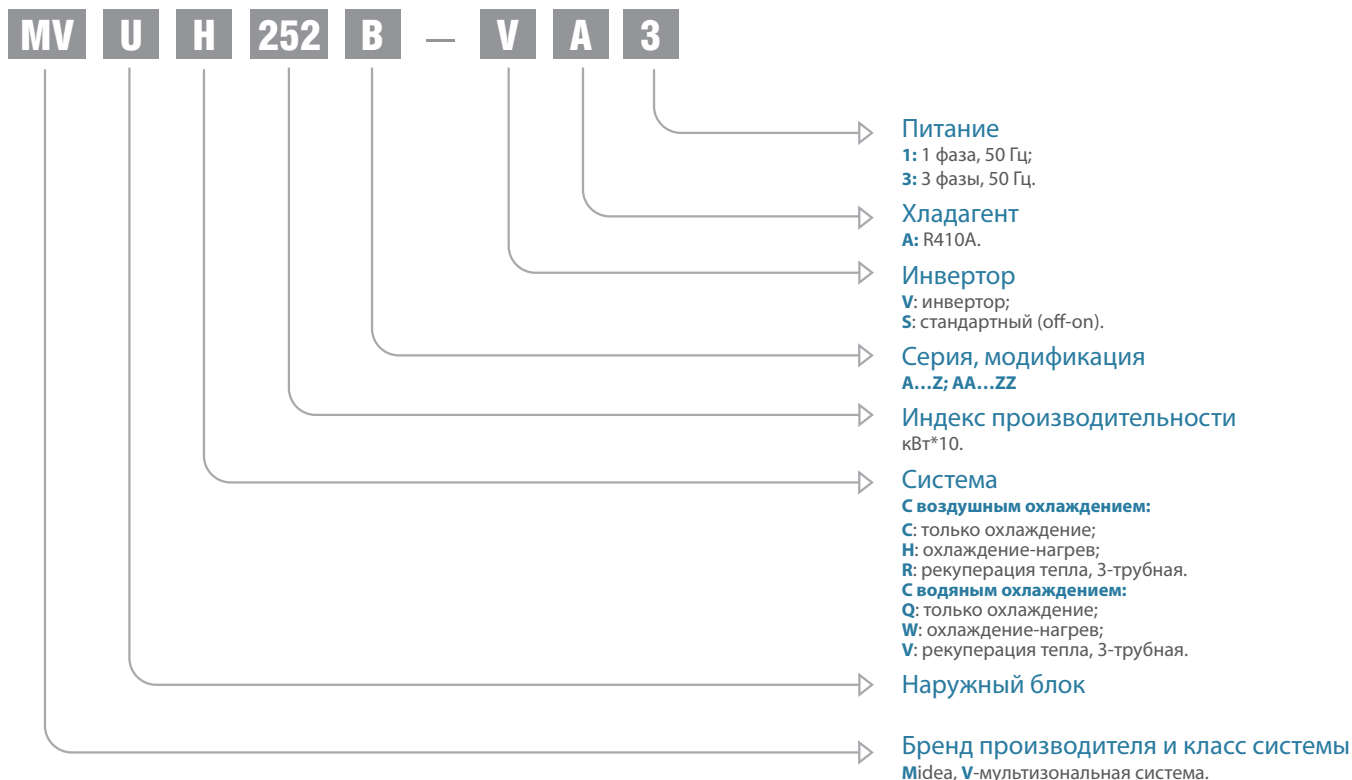 MV U H 252 B — V A 3
Питание
1: 1 фаза, 50 Гц;
3: 3 фазы, 50 Гц.
Хладагент
A: R410A.
Инвертор
V: инвертор;
S: стандартный (off-on).
Серия, модификация
A...Z; AA...ZZ
Индекс производительности
кВт*10.
Система
С воздушным охлаждением:
C: только охлаждение;
H: охлаждение-нагрев;
R: рекуперация тепла, 3-трубная.
С водяным охлаждением:
Q: только охлаждение;
W: охлаждение-нагрев;
V: рекуперация тепла, 3-трубная.
Наружный блок
Бренд производителя и класс системы
Midea, V-мультизональная система.